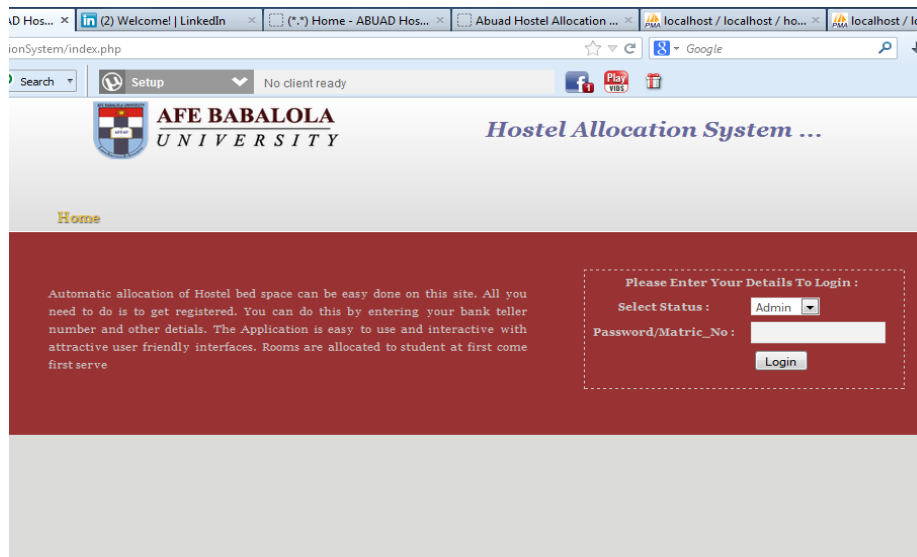 AD Hos... × (2) Welcome! | LinkedIn × (*.*) Home - ABUAD Hos... × Abuad Hostel Allocation ... × localhost / localhost / ho... × localhost / lo
ionSystem/index.php
Google
Search
Setup
No client ready
1
Play
VIBS
AFE BABALOLA
UNIVERSITY
Hostel Allocation System ...
Home
Automatic allocation of Hostel bed space can be easy done on this site. All you
need to do is to get registered. You can do this by entering your bank teller
number and other detials. The Application is easy to use and interactive with
attractive user friendly interfaces. Rooms are allocated to student at first come
first serve
Please Enter Your Details To Login :
Select Status :
Admin
Password/Matric_No :
Login